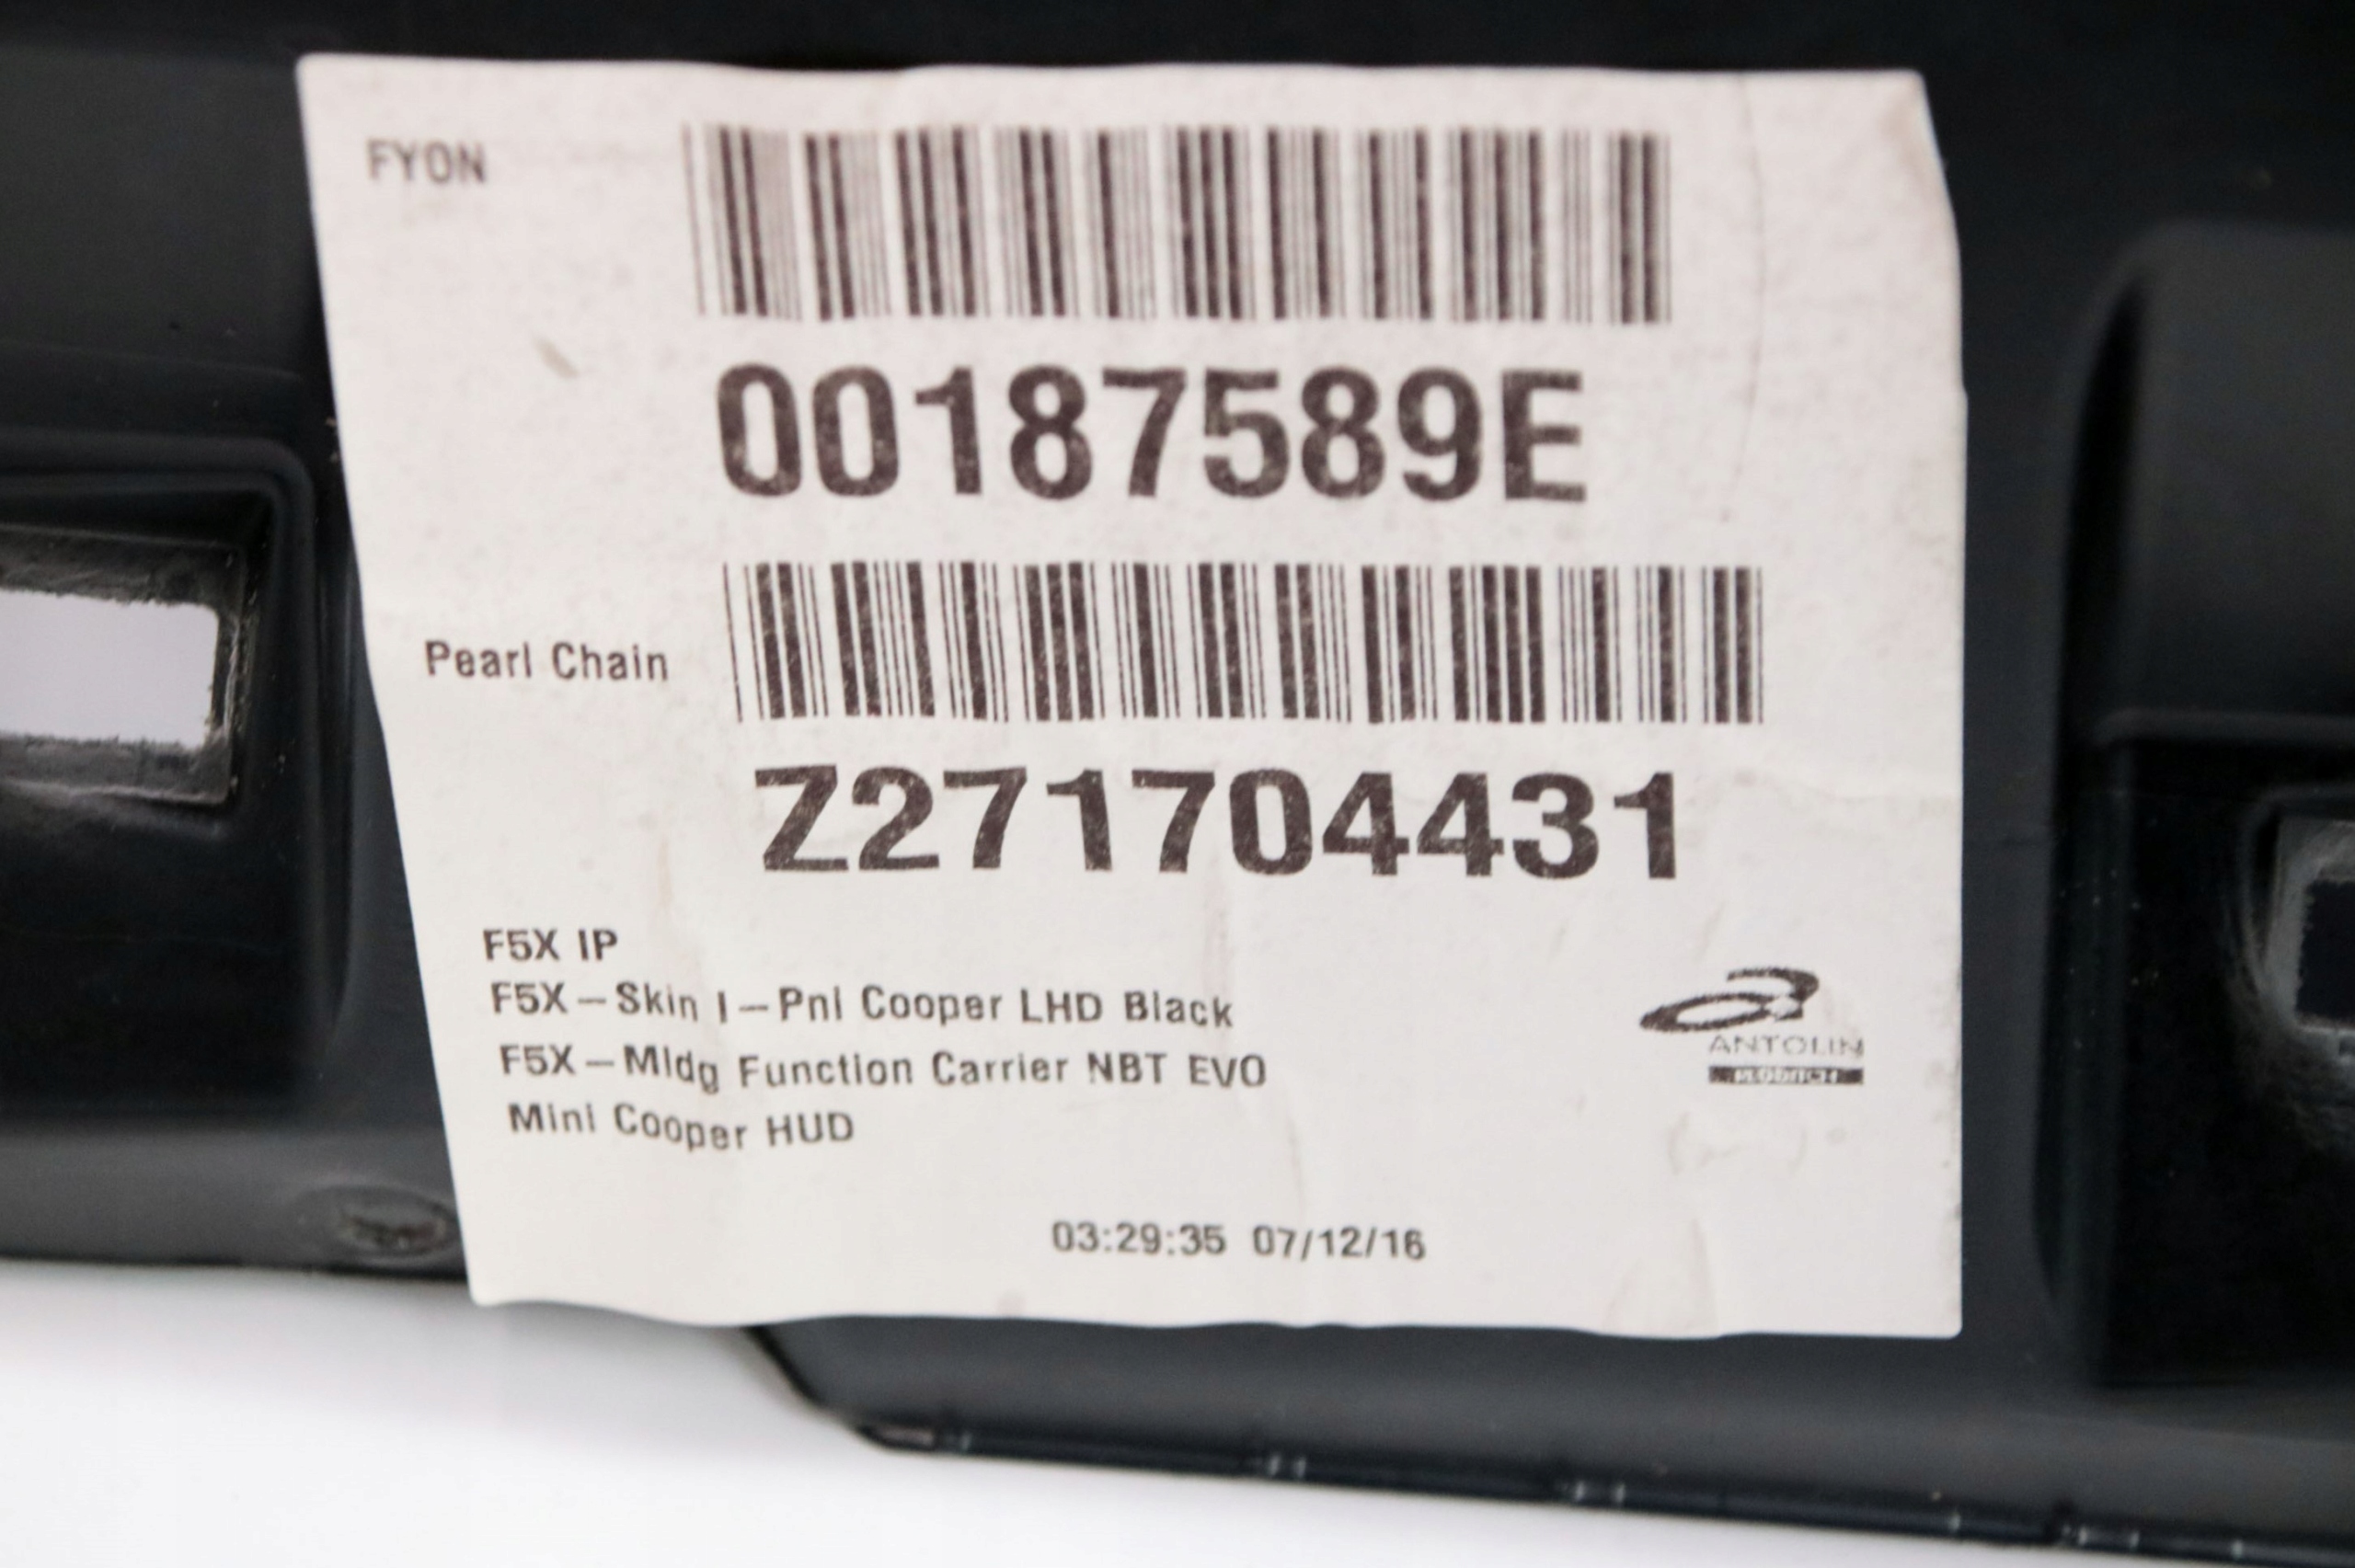 FYON
00187589E
Pearl Chain
Z271704431
F5X IP
F5X-Skin I-Pnl Cooper LHD Black
F5X-Mldg Function Carrier NBT EVO
Mini Cooper HUD
ANTOLIN
03:29:35 07/12/16